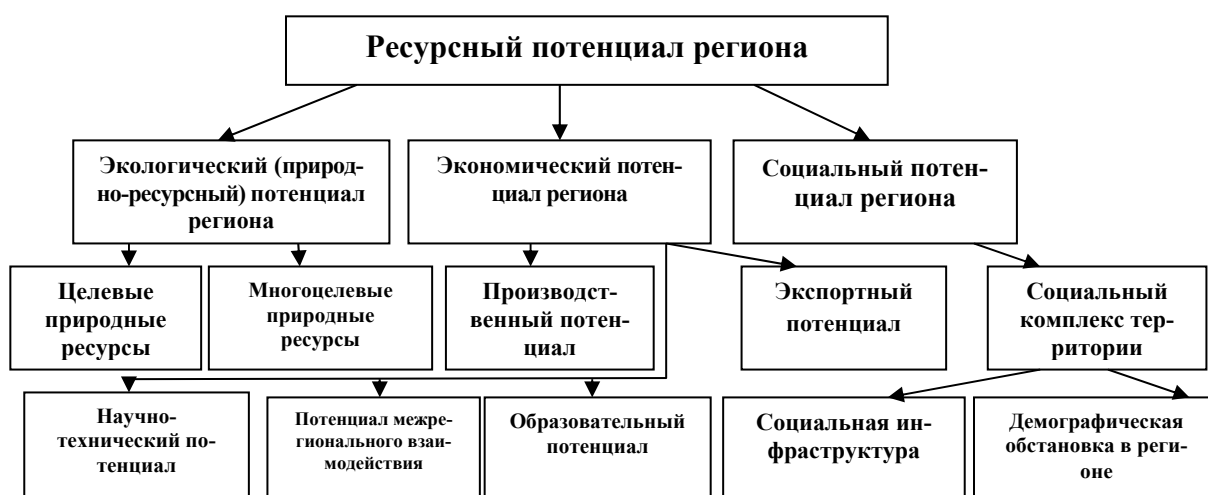 Ресурсный потенциал региона
Экологический (природ-
но-ресурсный) потенциал
региона
Экономический потен-
циал региона
Социальный потен-
циал региона
Целевые
природные
ресурсы
Многоцелевые
природные
ресурсы
Производст-
венный потен-
циал
Экспортный
потенциал
Социальный
комплекс тер-
ритории
Научно-
технический по-
тенциал
Потенциал межре-
гионального взаи-
модействия
Образовательный
потенциал
Социальная ин-
фраструктура
Демографическая
обстановка в реги-
оне